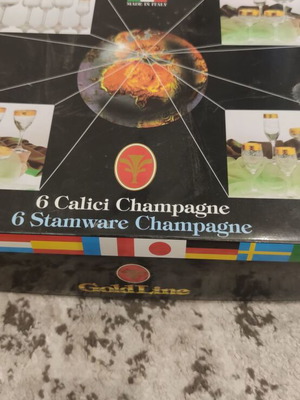 MADE IN ITALY
6 Calici Champagne
6 Stamware Champagne
Gold Line